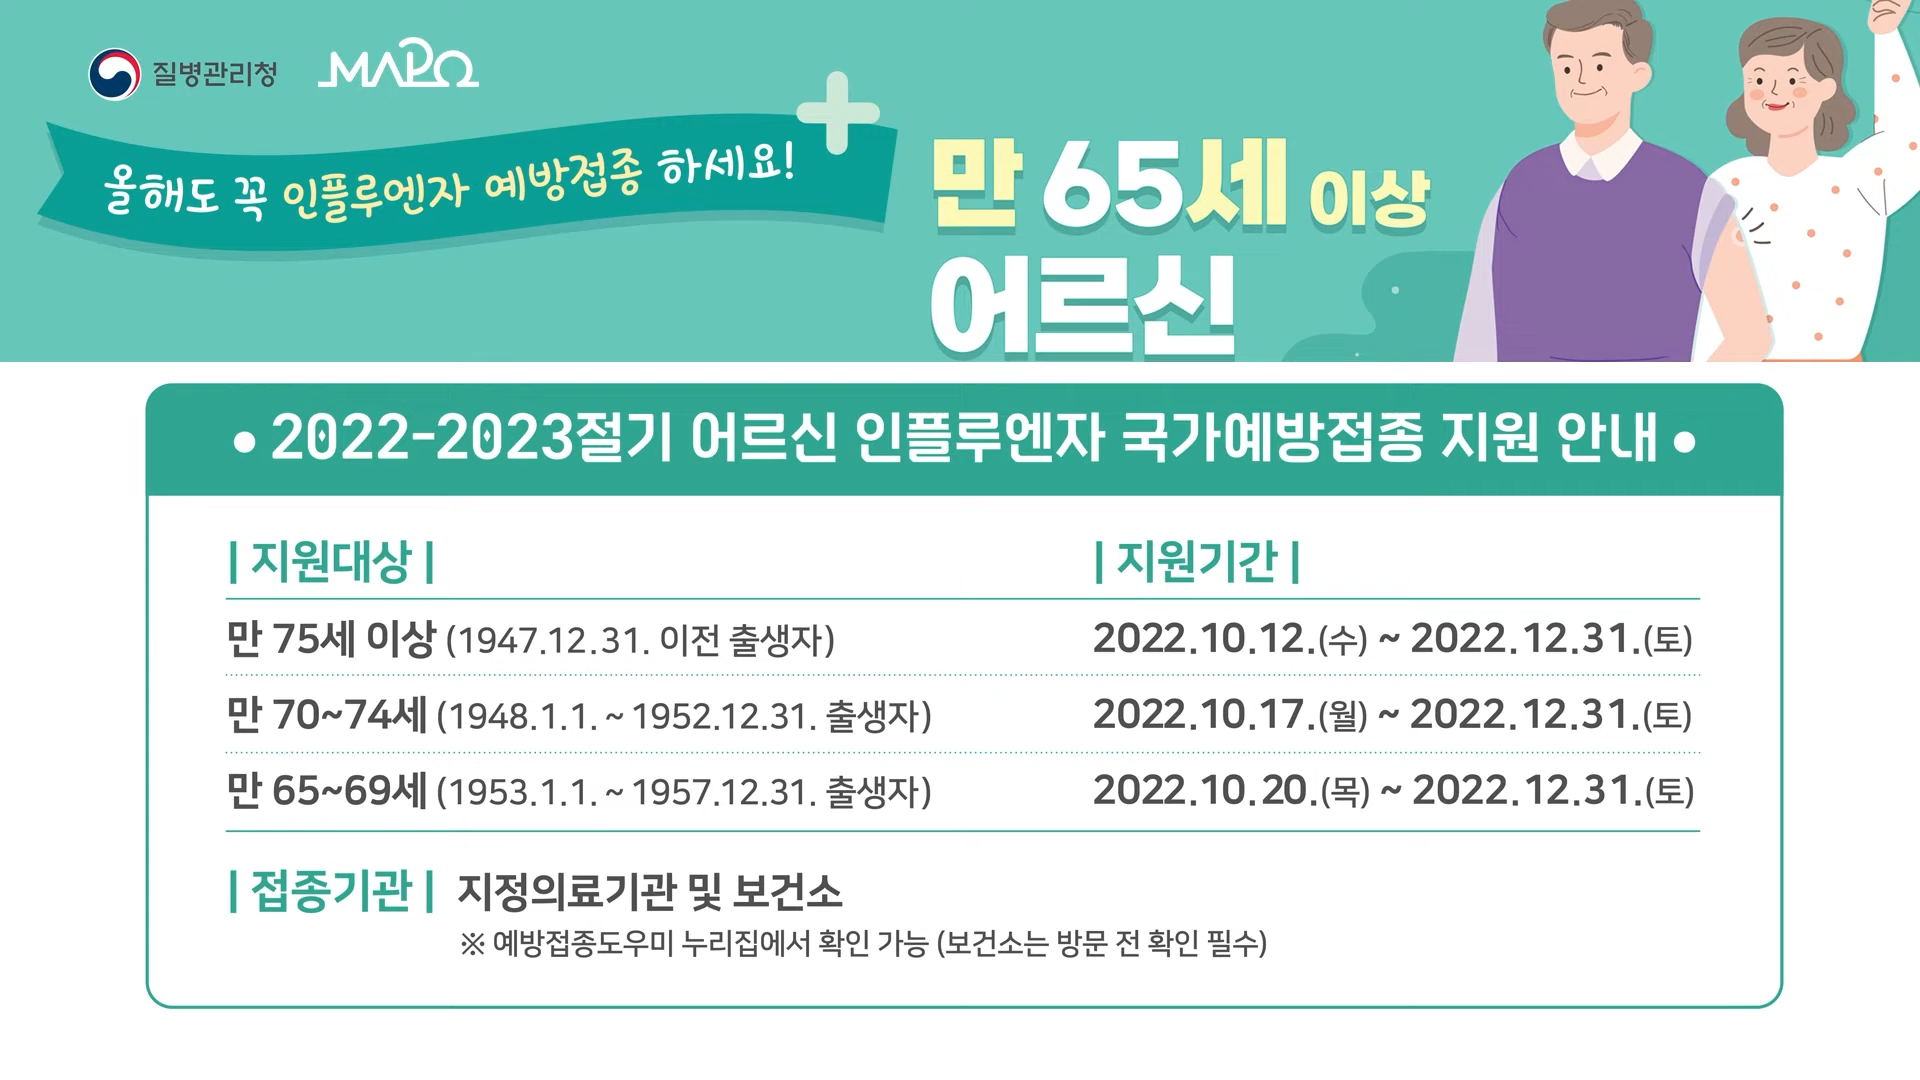 질병관리청 MAPO
올해도 꼭 인플루엔자 예방접종 하세요!
만 65세 이상
어르신
• 2022-2023절기 어르신 인플루엔자 국가예방접종 지원 안내 •
| 지원대상 | | 지원기간 |
만 75세 이상 (1947.12.31. 이전 출생자) 2022.10.12.(수) ~ 2022.12.31.(토)
만 70~74세 (1948.1.1. ~ 1952.12.31. 출생자) 2022.10.17.(월) ~ 2022.12.31.(토)
만 65~69세 (1953.1.1. ~ 1957.12.31. 출생자) 2022.10.20.(목) ~ 2022.12.31.(토)
| 접종기관 | 지정의료기관 및 보건소
※ 예방접종도우미 누리집에서 확인 가능 (보건소는 방문 전 확인 필수)